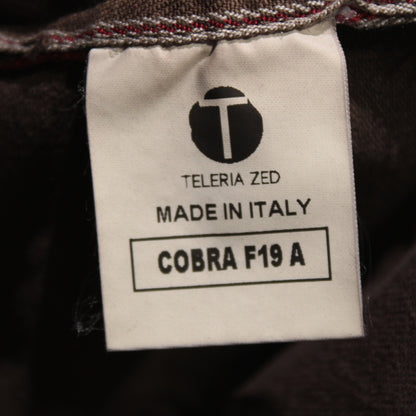 T
TELERIA ZED
MADE IN ITALY
COBRA F19 A